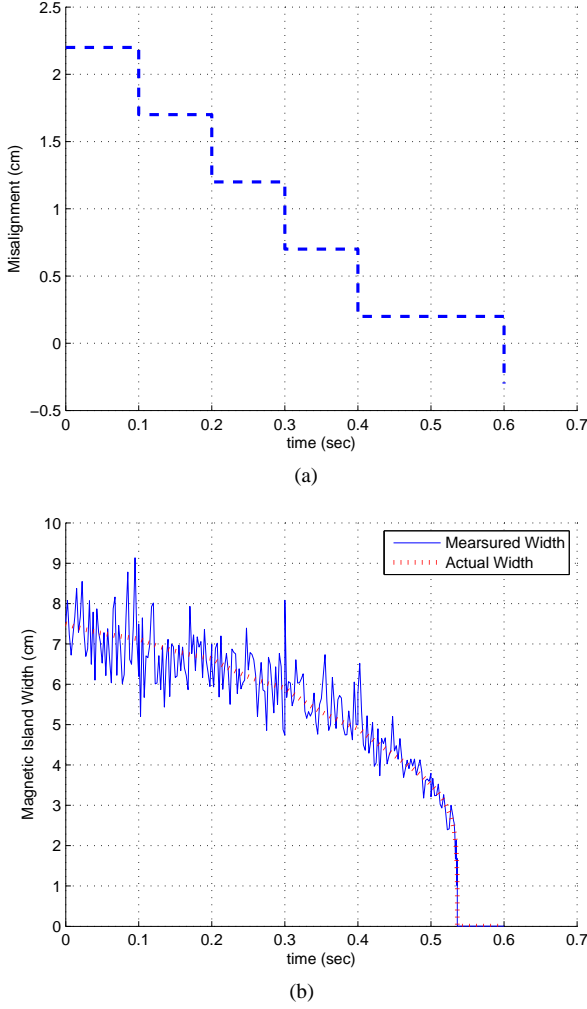 2.5
2
1.5
1
0.5
0
−0.5
Misalignment (cm)
0 0.1 0.2 0.3 0.4 0.5 0.6 0.7
time (sec)
(a)
10
9
8
7
6
5
4
3
2
1
0
Magnetic Island Width (cm)
Mearsured Width
Actual Width
0 0.1 0.2 0.3 0.4 0.5 0.6 0.7
time (sec)
(b)